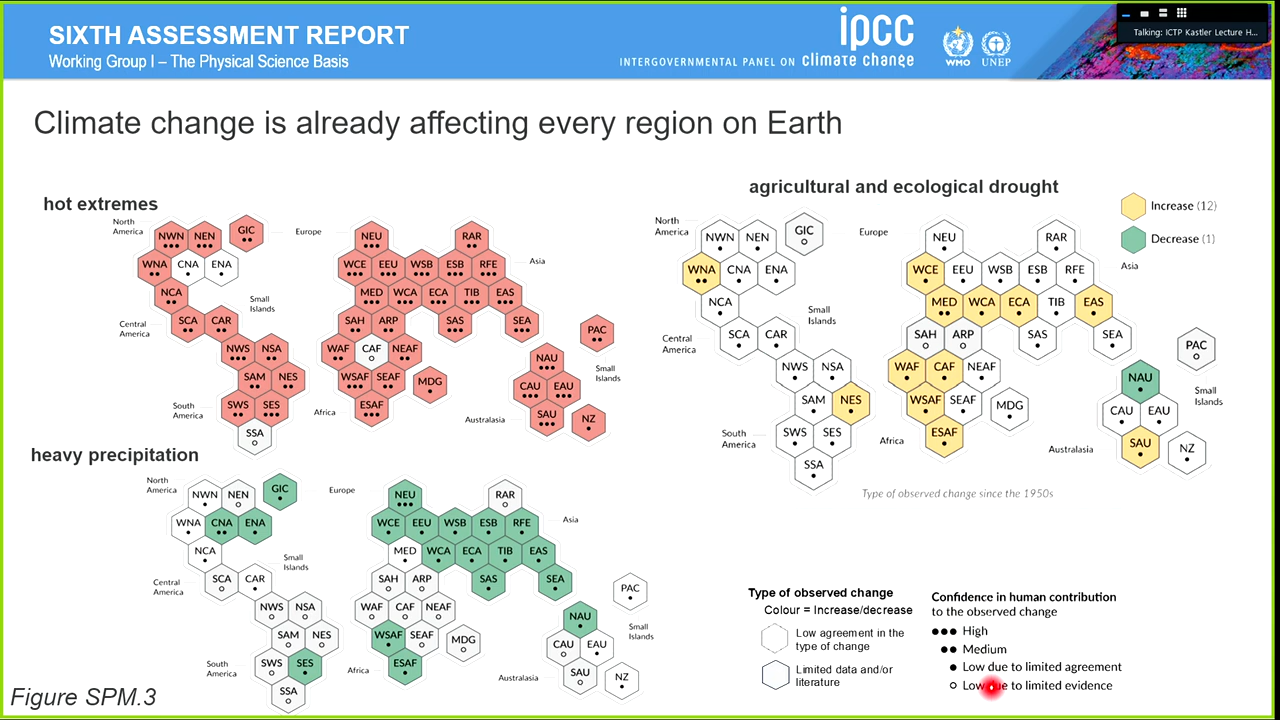 SIXTH ASSESSMENT REPORT
Working Group I – The Physical Science Basis
INTERGOVERNMENTAL PANEL ON climate change
ipcc
WMO
UNEP
Talking: ICTP Kastler Lecture H...
Climate change is already affecting every region on Earth
hot extremes
North America
Europe
Asia
Small Islands
Central America
South America
Africa
Australasia
Small Islands
NWN NEN GIC NEU RAR
WNA CNA ENA WCE EEU WSB ESB RFE
NCA MED WCA ECA TIB EAS
SCA CAR SAH ARP SAS SEA PAC
NWS NSA WAF CAF NEAF NAU
SAM NES WSAF SEAF MDG CAU EAU
SWS SES ESAF SAU NZ
SSA
heavy precipitation
North America
Europe
Asia
Small Islands
Central America
South America
Africa
Australasia
Small Islands
NWN NEN GIC NEU RAR
WNA CNA ENA WCE EEU WSB ESB RFE
NCA MED WCA ECA TIB EAS
SCA CAR SAH ARP SAS SEA PAC
NWS NSA WAF CAF NEAF NAU
SAM NES WSAF SEAF MDG CAU EAU
SWS SES ESAF SAU NZ
SSA
agricultural and ecological drought
Increase (12)
Decrease (1)
North America
Europe
Asia
Small Islands
Central America
South America
Africa
Australasia
Small Islands
NWN NEN GIC NEU RAR
WNA CNA ENA WCE EEU WSB ESB RFE
NCA MED WCA ECA TIB EAS
SCA CAR SAH ARP SAS SEA PAC
NWS NSA WAF CAF NEAF NAU
SAM NES WSAF SEAF MDG CAU EAU
SWS SES ESAF SAU NZ
SSA
Type of observed change since the 1950s
Type of observed change
Colour = Increase/decrease
Low agreement in the
type of change
Limited data and/or
literature
Confidence in human contribution
to the observed change
High
Medium
Low due to limited agreement
Low due to limited evidence
Figure SPM.3